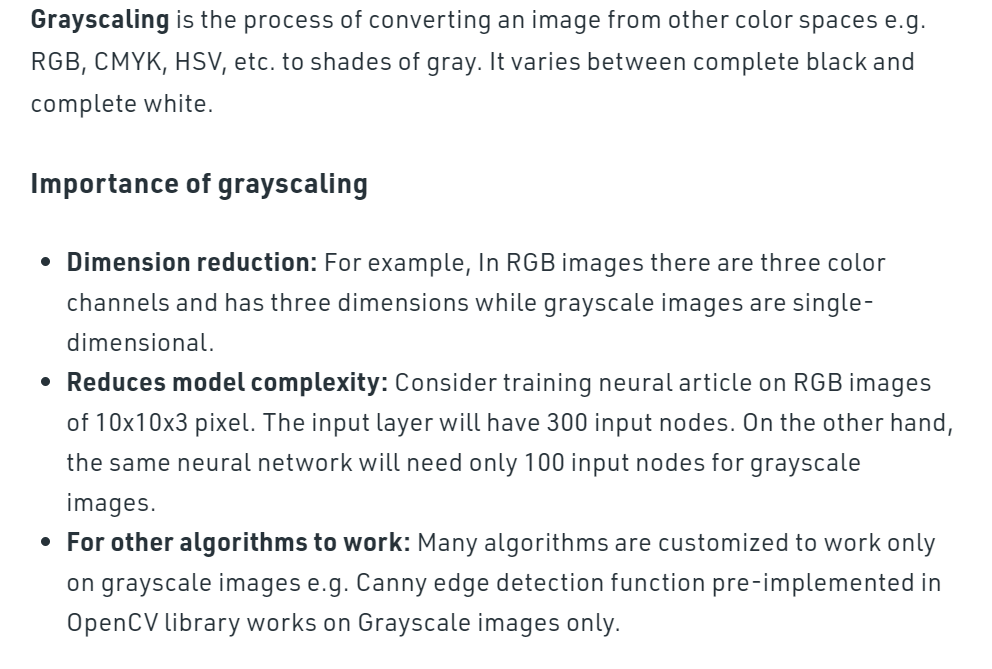 Grayscaling is the process of converting an image from other color spaces e.g.
RGB, CMYK, HSV, etc. to shades of gray. It varies between complete black and
complete white.
Importance of grayscaling
• Dimension reduction: For example, In RGB images there are three color
channels and has three dimensions while grayscale images are single-
dimensional.
• Reduces model complexity: Consider training neural article on RGB images
of 10x10x3 pixel. The input layer will have 300 input nodes. On the other hand,
the same neural network will need only 100 input nodes for grayscale
images.
• For other algorithms to work: Many algorithms are customized to work only
on grayscale images e.g. Canny edge detection function pre-implemented in
OpenCV library works on Grayscale images only.